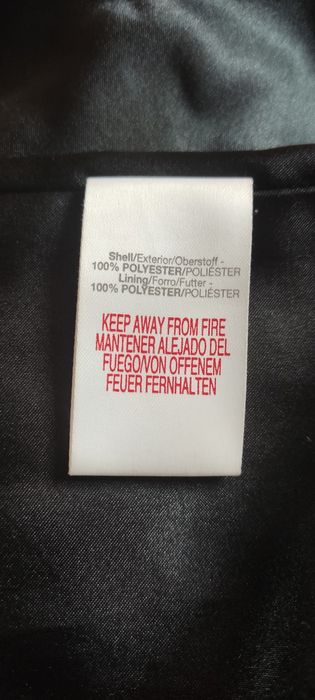 Shell/Exterior/Oberstoff -
100% POLYESTER/POLIÉSTER
Lining/Forro/Futter -
100% POLYESTER/POLIÉSTER
KEEP AWAY FROM FIRE
MANTENER ALEJADO DEL
FUEGO/VON OFFENEM
FEUER FERNHALTEN